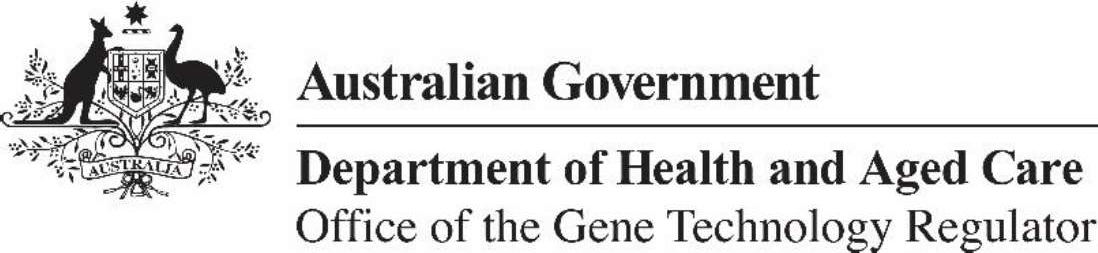 AUSTRALIA
Australian Government
Department of Health and Aged Care
Office of the Gene Technology Regulator